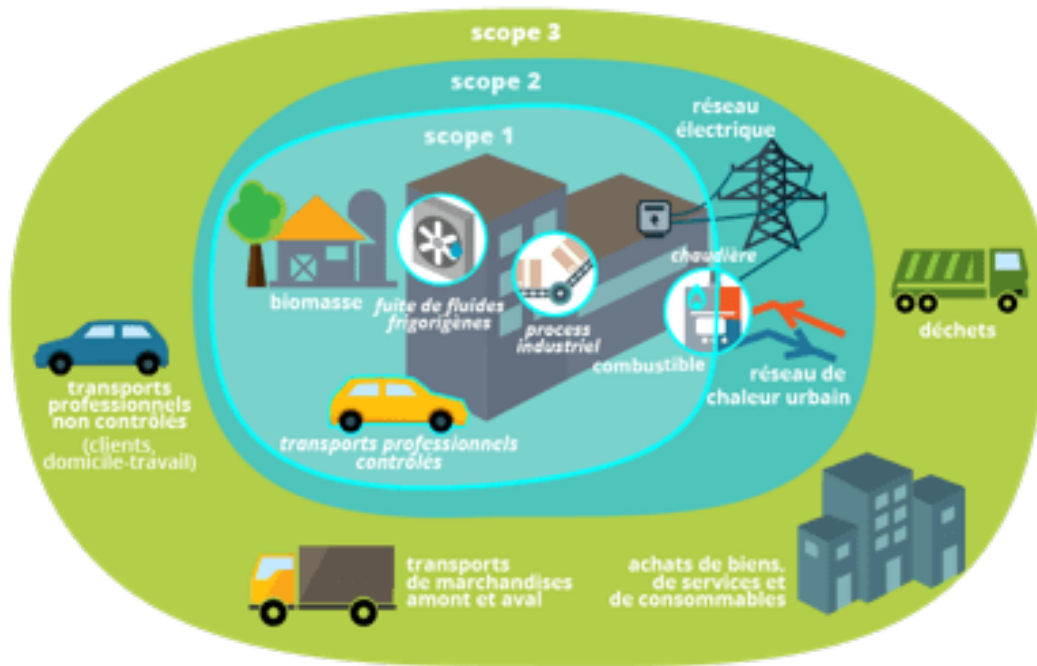 scope 3
scope 2
réseau
électrique
scope 1
chaudière
biomasse
fuite de fluides
frigorigènes
process
industriel
combustible
déchets
réseau de
chaleur urbain
transports
professionnels
non contrôlés
(clients,
domicile-travail)
transports professionnels
contrôlés
transports
de marchandises
amont et aval
achats de biens,
de services et
de consommables